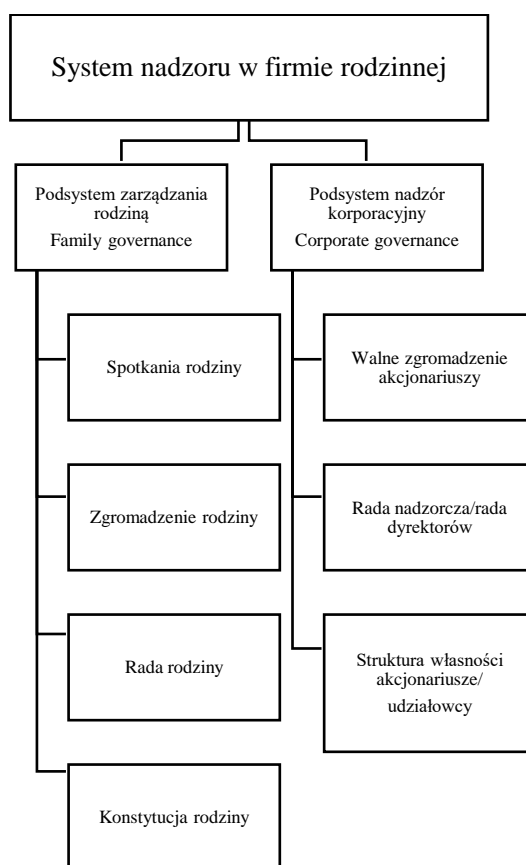 System nadzoru w firmie rodzinnej
Podsystem zarządzania
rodziną
Family governance
Podsystem nadzór
korporacyjny
Corporate governance
Spotkania rodziny
Zgromadzenie rodziny
Rada rodziny
Konstytucja rodziny
Walne zgromadzenie
akcjonariuszy
Rada nadzorcza/rada
dyrektorów
Struktura własności
akcjonariusze/
udziałowcy